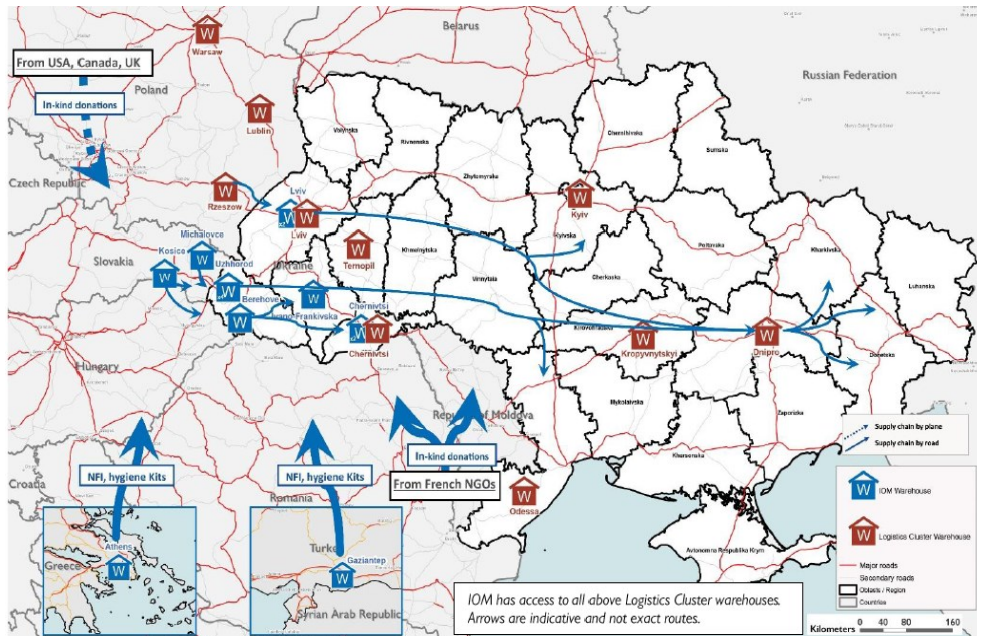 Belarus
Warsaw
From USA, Canada, UK
Poland
Russian Federation
In-kind donations
Lublin
Volynska
Rivnenska
Chernihivska
Sumska
Zhytomyrska
Czech Republic
Rzeszow
Lviv
W
Lviv
Kyiv
Kyivska
Michalovce
Kosice
Uzhhorod
Slovakia
Ukraine
Ternopil
Khmelnytska
Poltavska
Kharkivska
Cherkaska
Vinnytska
Luhanska
Berehove
Ivano-Frankivska
Chernivtsi
Chernivtsi
Kirovohradska
Kropyvnytskyi
Dnipro
Donetska
Hungary
Mykolaivska
Zaporizka
Republic of Moldova
In-kind donations
From French NGOs
Khersonska
Supply chain by plane
Supply chain by road
NFI, hygiene Kits
NFI, hygiene Kits
Croatia
Romania
Odessa
W IOM Warehouse
W Logistics Cluster Warehouse
Avtonomna Respublika Krym
Athens
Greece
Turkey
Gaziantep
Syrian Arab Republic
Major roads
Secondary roads
Oblasts / Region
Countries
IOM has access to all above Logistics Cluster warehouses.
Arrows are indicative and not exact routes.
Kilometers 0 40 80 160